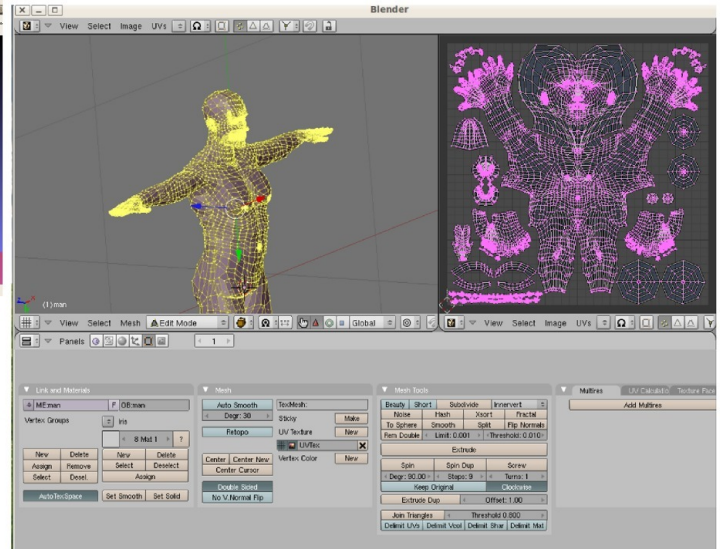 Blender
View Select Image UVs
(1) man
View Select Mesh Edit Mode Global
View Select Image UVs
Panels 1
Link and Materials
ME:man F OB:man
Vertex Groups
iris
8 Mat 1 ?
New Delete New Delete
Assign Remove Select Deselect
Select Desel. Assign
AutoTexSpace Set Smooth Set Solid
Mesh
Auto Smooth
Degr: 30
Retopo
Center Center New
Center Cursor
Double Sided
No V.Normal Flip
TexMesh:
Sticky Make
UV Texture New
UVTex
Vertex Color New
Mesh Tools
Beauty Short Subdivide Innervert
Noise Hash Xsort Fractal
To Sphere Smooth Split Flip Normals
Rem Double Limit: 0.001 Threshold: 0.010
Extrude
Spin Spin Dup Screw
Degr: 90.00 Steps: 9 Turns: 1
Keep Original Clockwise
Extrude Dup Offset: 1.00
Join Triangles Threshold 0.800
Delimit UVs Delimit Vcol Delimit Shar Delimit Mat
Multires UV Calculatio Texture Face
Add Multires